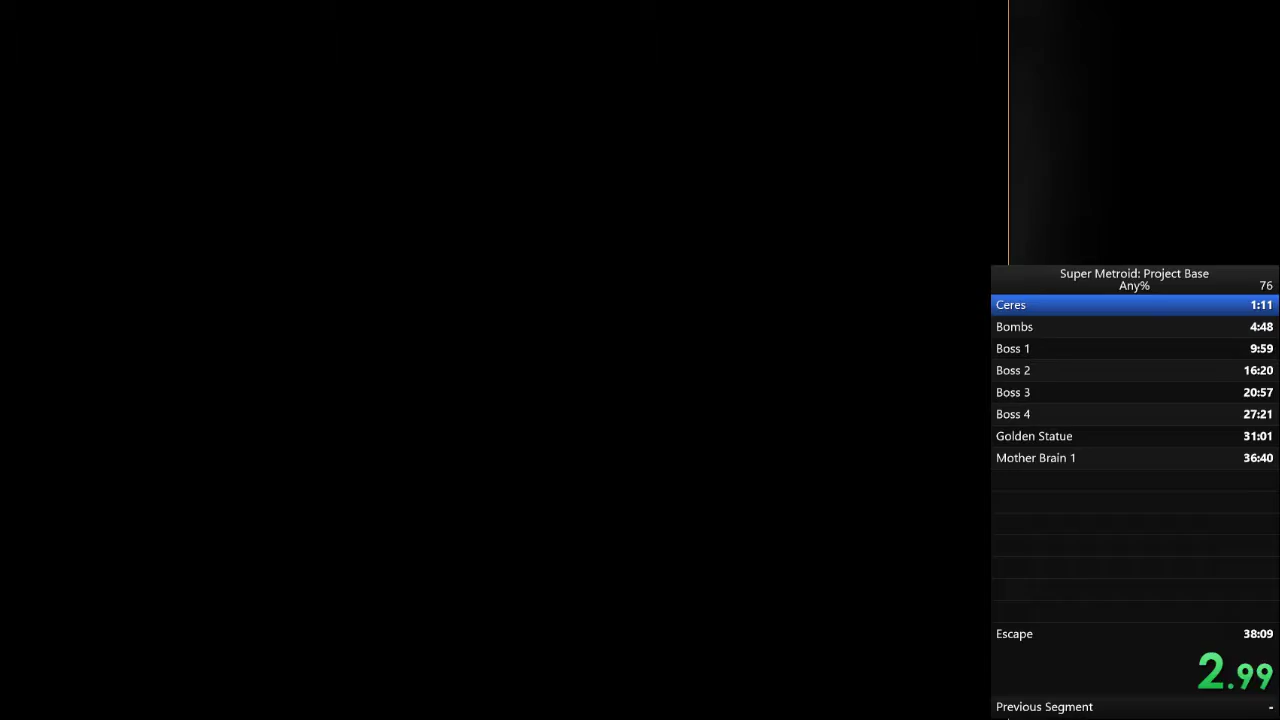 Super Metroid: Project Base
Any% 76
Ceres 1:11
Bombs 4:48
Boss 1 9:59
Boss 2 16:20
Boss 3 20:57
Boss 4 27:21
Golden Statue 31:01
Mother Brain 1 36:40
Escape 38:09
2.99
Previous Segment -